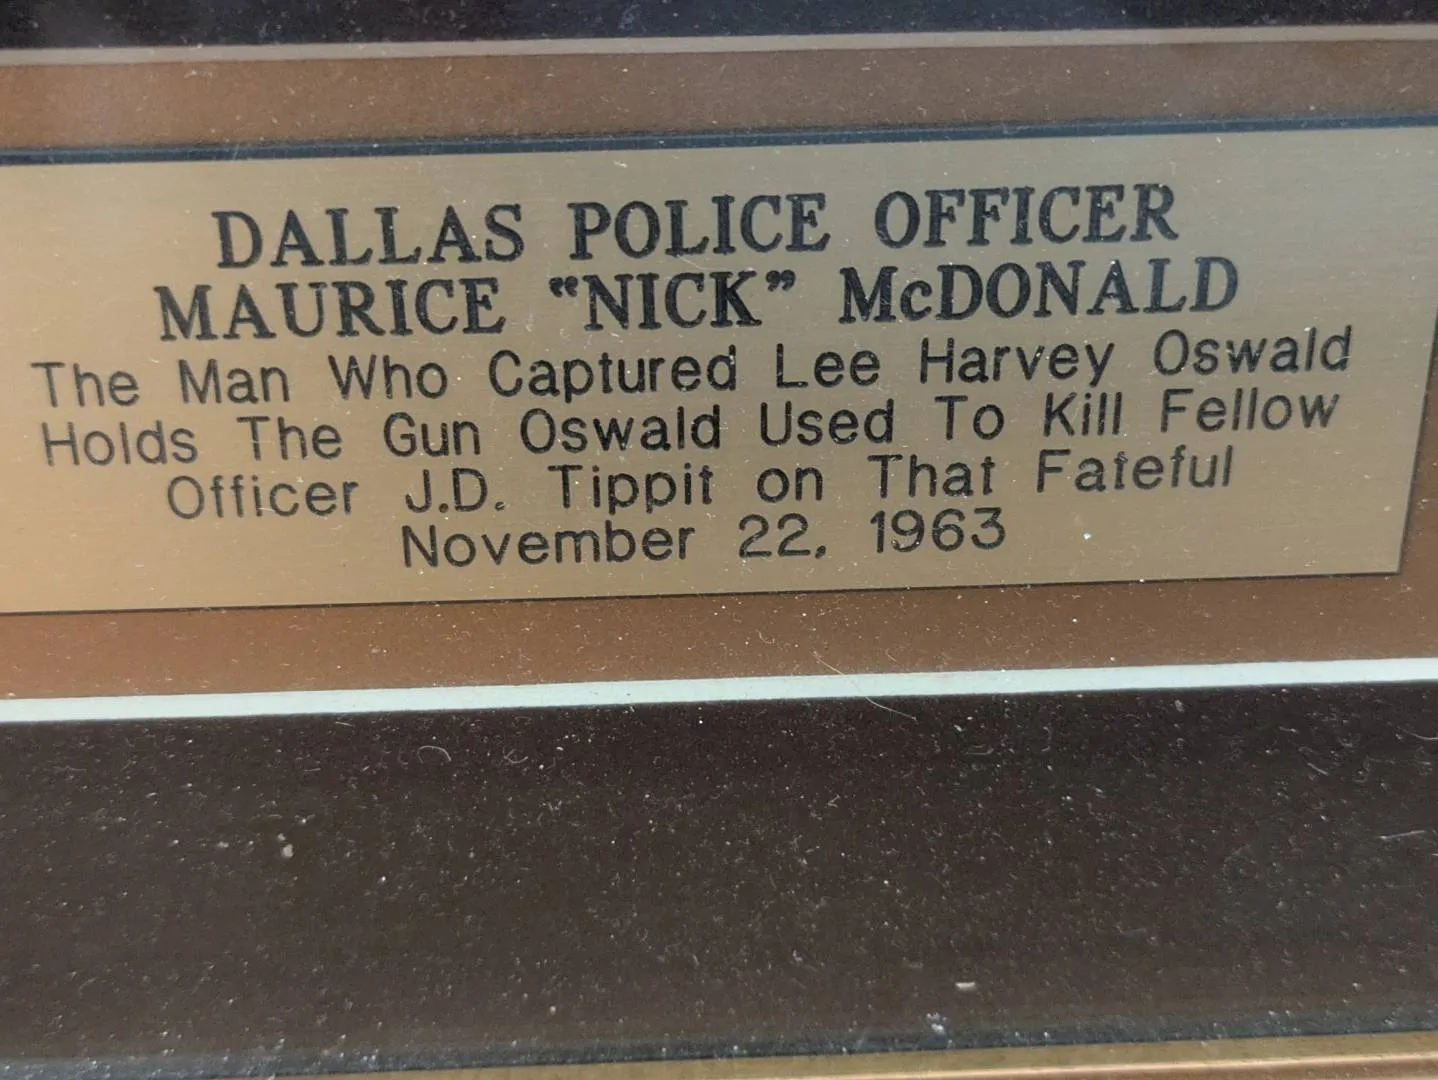 DALLAS POLICE OFFICER
MAURICE “NICK” McDONALD
The Man Who Captured Lee Harvey Oswald
Holds The Gun Oswald Used To Kill Fellow
Officer J.D. Tippit on That Fateful
November 22, 1963